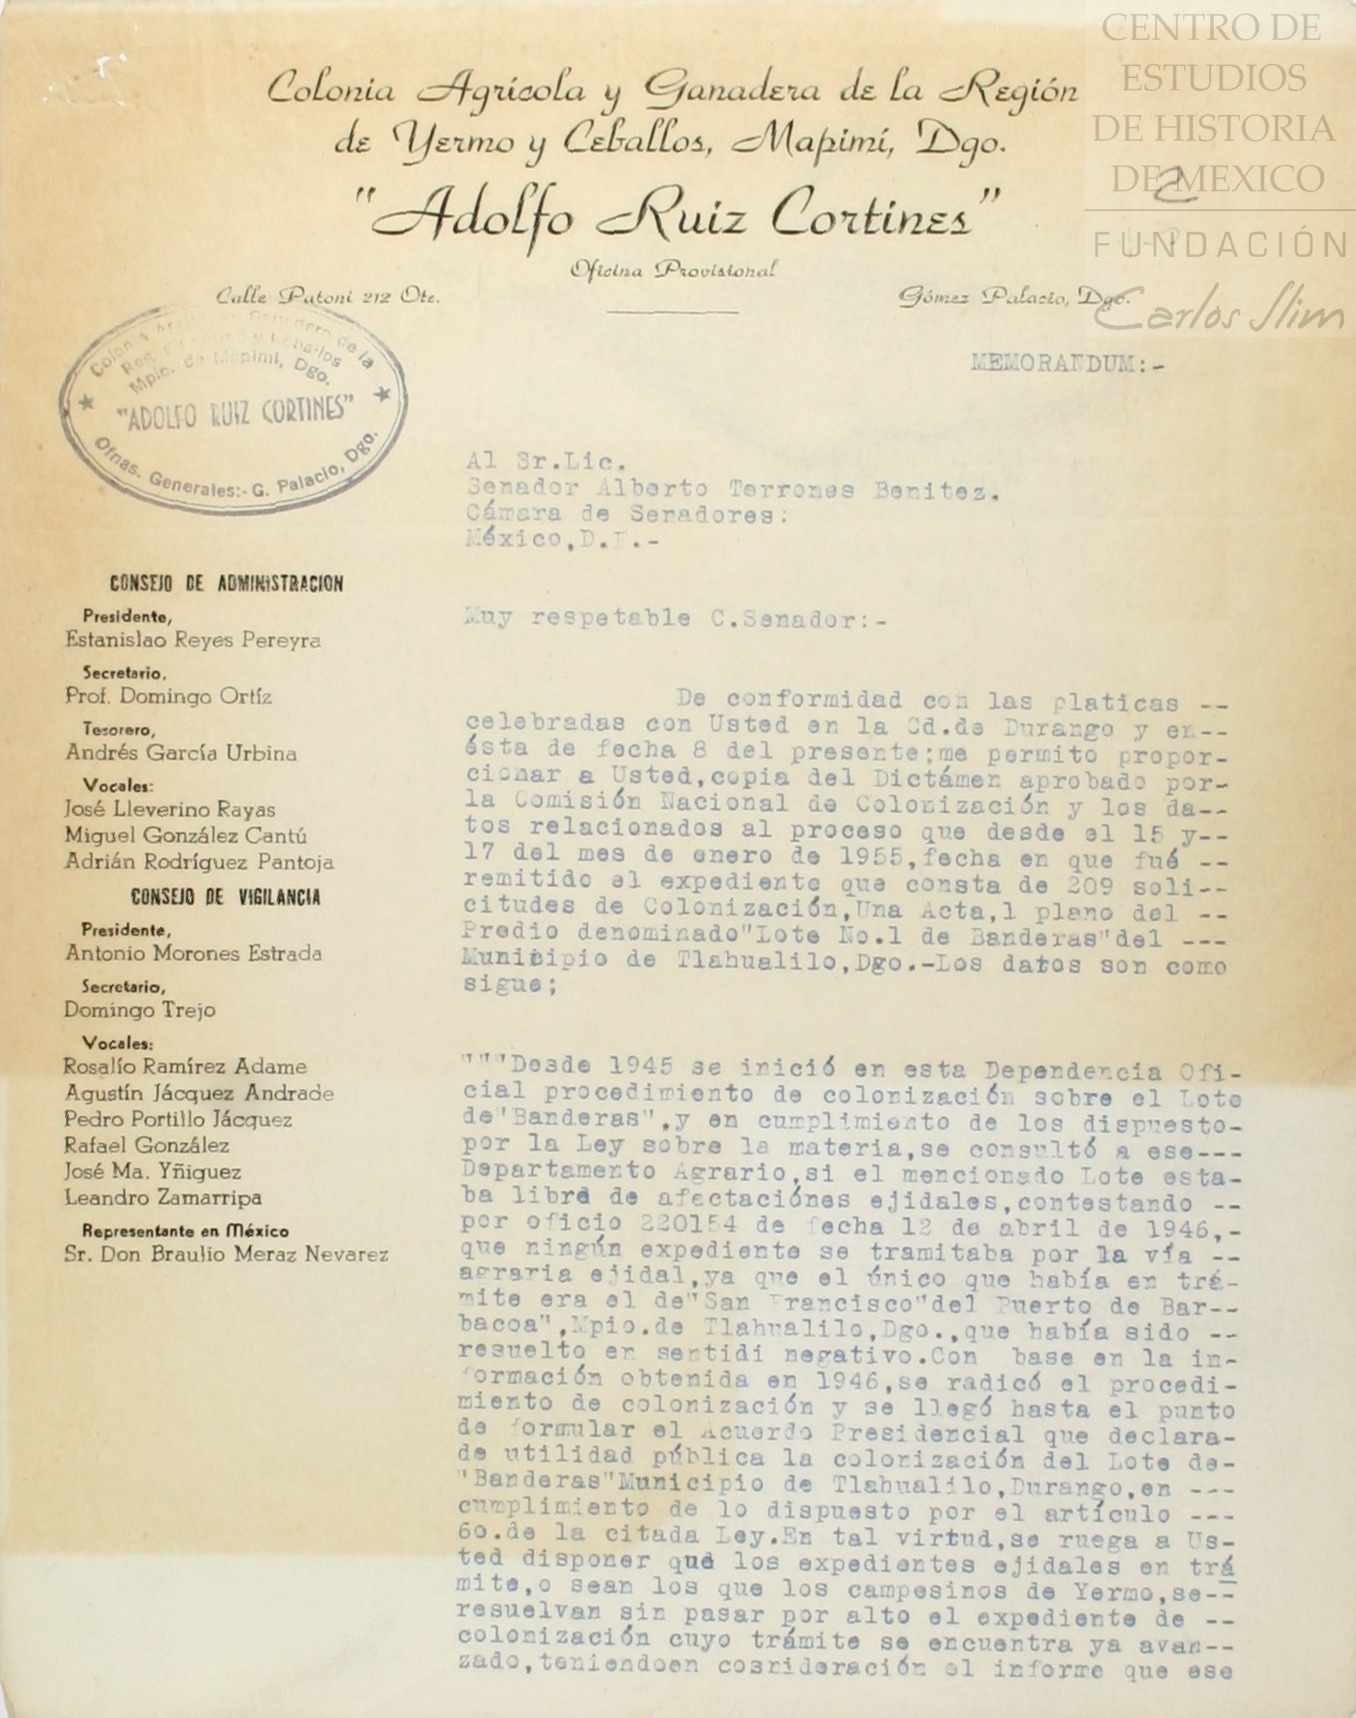 CENTRO DE
ESTUDIOS
DE HISTORIA
DE MEXICO
FUNDACIÓN
Carlos Slim
2
Colonia Agrícola y Ganadera de la Región
de Yermo y Ceballos, Mapimí, Dgo.
"Adolfo Ruiz Cortines"
Oficina Provisional
Calle Patoni 212 Ote.
Gómez Palacio, Dgo.
Colonia Agrícola y Ganadera de la
Reg. de Yermo y Ceballos
Mpio. de Mapimí, Dgo.
"ADOLFO RUIZ CORTINES"
Ofnas. Generales:- G. Palacio, Dgo.
MEMORANDUM:-
Al Sr.Lic.
Senador Alberto Terrones Benitez.
Cámara de Senadores:
México,D.F.-
Muy respetable C.Senador:-
CONSEJO DE ADMINISTRACION
Presidente,
Estanislao Reyes Pereyra
Secretario,
Prof. Domingo Ortíz
Tesorero,
Andrés García Urbina
Vocales:
José Lleverino Rayas
Miguel González Cantú
Adrián Rodríguez Pantoja
CONSEJO DE VIGILANCIA
Presidente,
Antonio Morones Estrada
Secretario,
Domingo Trejo
Vocales:
Rosalío Ramírez Adame
Agustín Jácquez Andrade
Pedro Portillo Jácquez
Rafael González
José Ma. Yñiguez
Leandro Zamarripa
Representante en México
Sr. Don Braulio Meraz Nevarez
De conformidad con las platicas --
celebradas con Usted en la Cd.de Durango y en--
ésta de fecha 8 del presente;me permito propor-
cionar a Usted,copia del Dictámen aprobado por-
la Comisión Nacional de Colonización y los da--
tos relacionados al proceso que desde el 15 y--
17 del mes de enero de 1955,fecha en que fué --
remitido el expediente que consta de 209 soli--
citudes de Colonización,Una Acta,1 plano del --
Predio denominado"Lote No.1 de Banderas"del ---
Municipio de Tlahualilo,Dgo.-Los datos son como
sigue;
"""Desde 1945 se inició en esta Dependencia Ofi-
cial procedimiento de colonización sobre el Lote
de"Banderas",y en cumplimiento de los dispuesto-
por la Ley sobre la materia,se consultó a ese---
Departamento Agrario,si el mencionado Lote esta-
ba libre de afectaciónes ejidales,contestando --
por oficio 220154 de fecha 12 de abril de 1946,-
que ningún expediente se tramitaba por la vía --
agraria ejidal,ya que el único que había en trá-
mite era el de"San Francisco"del Puerto de Bar--
bacoa",Mpio.de Tlahualilo,Dgo.,que había sido --
resuelto en sentidi negativo.Con base en la in-
formación obtenida en 1946,se radicó el procedi-
miento de colonización y se llegó hasta el punto
de formular el Acuerdo Presidencial que declara-
de utilidad pública la colonización del Lote de-
"Banderas"Municipio de Tlahualilo,Durango,en ---
cumplimiento de lo dispuesto por el artículo ---
6o.de la citada Ley.En tal virtud,se ruega a Us-
ted disponer que los expedientes ejidales en trá
mite,o sean los que los campesinos de Yermo,se--
resuelvan sin pasar por alto el expediente de --
colonización cuyo trámite se encuentra ya avan--
zado,teniendoen cosrideración el informe que ese